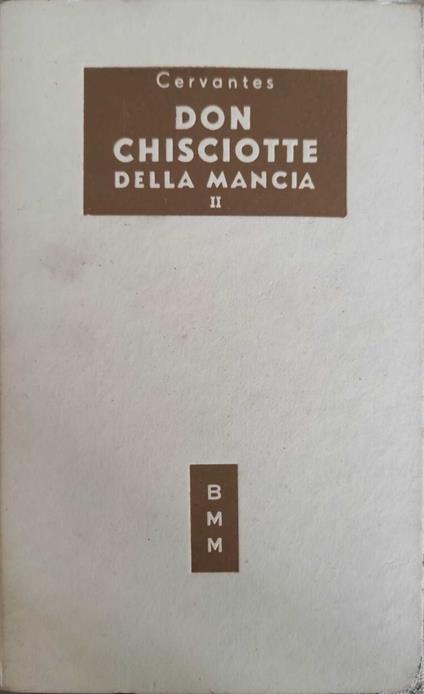 Cervantes
DON
CHISCIOTTE
DELLA MANCIA
II
B
M
M